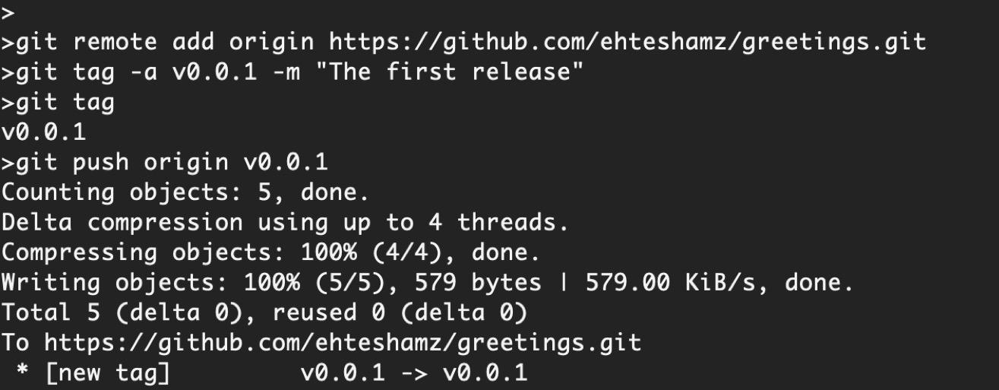 >
>git remote add origin https://github.com/ehteshamz/greetings.git
>git tag -a v0.0.1 -m "The first release"
>git tag
v0.0.1
>git push origin v0.0.1
Counting objects: 5, done.
Delta compression using up to 4 threads.
Compressing objects: 100% (4/4), done.
Writing objects: 100% (5/5), 579 bytes | 579.00 KiB/s, done.
Total 5 (delta 0), reused 0 (delta 0)
To https://github.com/ehteshamz/greetings.git
 * [new tag]         v0.0.1 -> v0.0.1